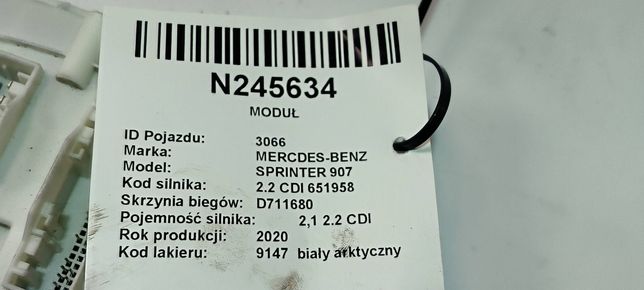 N245634
MODUŁ
ID Pojazdu: 3066
Marka: MERCDES-BENZ
Model: SPRINTER 907
Kod silnika: 2.2 CDI 651958
Skrzynia biegów: D711680
Pojemność silnika: 2,1 2.2 CDI
Rok produkcji: 2020
Kod lakieru: 9147 biały arktyczny